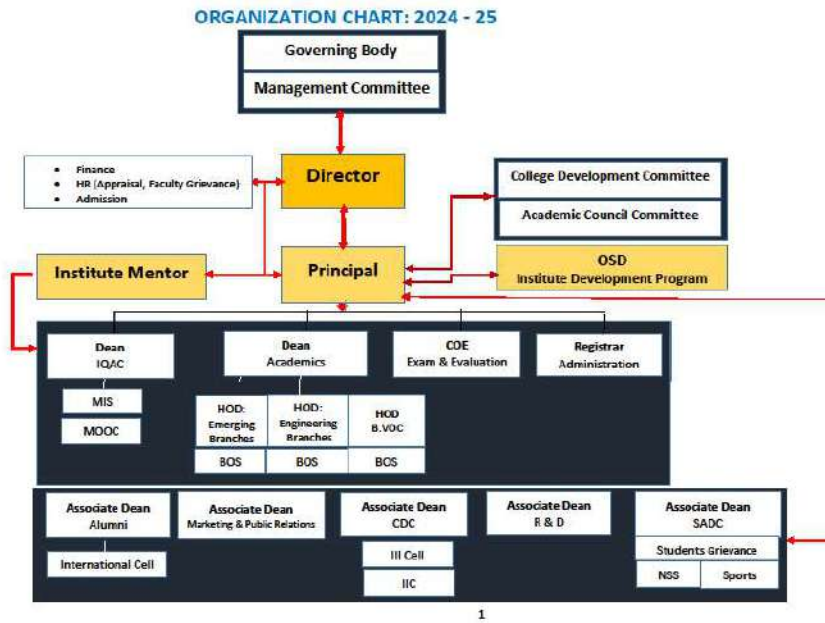 ORGANIZATION CHART: 2024 - 25
Governing Body
Management Committee
• Finance
• HR (Appraisal, Faculty Grievance)
• Admission
Director
College Development Committee
Academic Council Committee
Institute Mentor
Principal
OSD
Institute Development Program
Dean
IQAC
Dean
Academics
COE
Exam & Evaluation
Registrar
Administration
MIS
MOOC
HOD:
Emerging
Branches
HOD:
Engineering
Branches
HOD
B.VOC
BOS
BOS
BOS
Associate Dean
Alumni
Associate Dean
Marketing & Public Relations
Associate Dean
CDC
Associate Dean
R & D
Associate Dean
SADC
International Cell
III Cell
IIC
Students Grievance
NSS
Sports
1